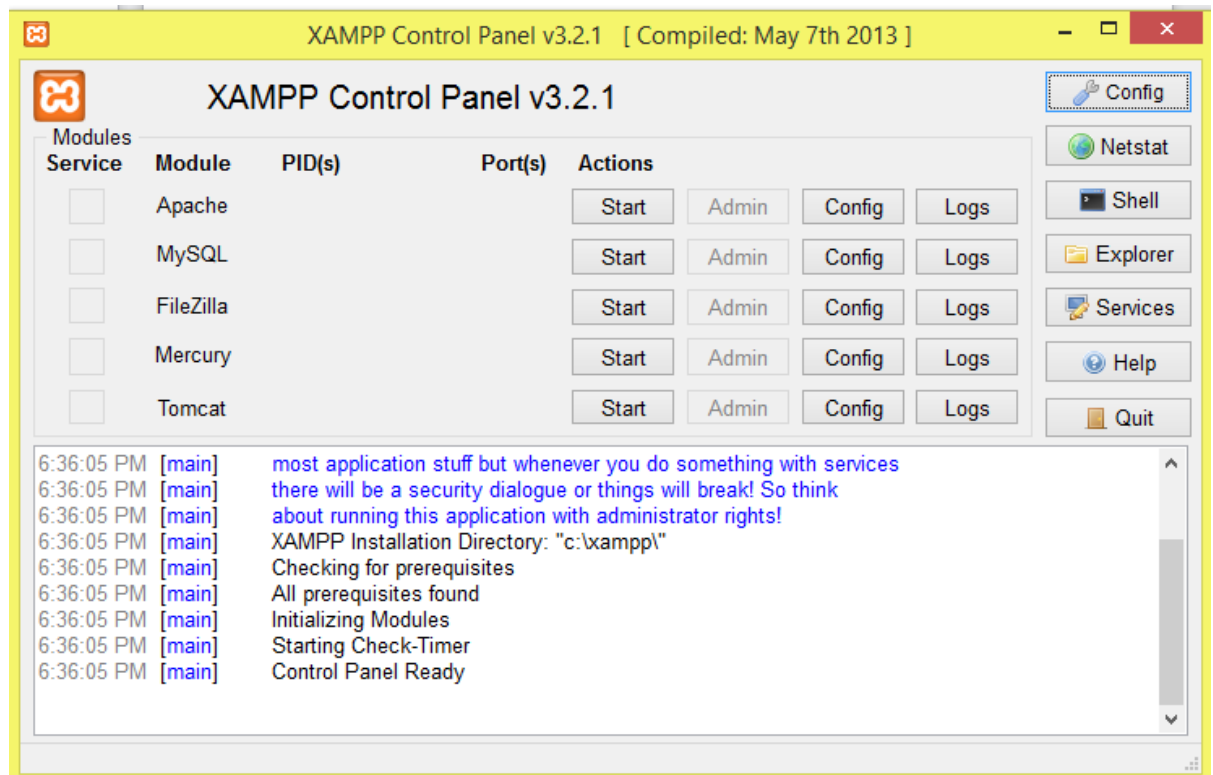 XAMPP Control Panel v3.2.1 [ Compiled: May 7th 2013 ]
XAMPP Control Panel v3.2.1
Config
Modules
Netstat
Service Module PID(s) Port(s) Actions
Apache Start Admin Config Logs
Shell
MySQL Start Admin Config Logs
Explorer
FileZilla Start Admin Config Logs
Services
Mercury Start Admin Config Logs
Help
Tomcat Start Admin Config Logs
Quit
6:36:05 PM [main] most application stuff but whenever you do something with services
6:36:05 PM [main] there will be a security dialogue or things will break! So think
6:36:05 PM [main] about running this application with administrator rights!
6:36:05 PM [main] XAMPP Installation Directory: "c:\xampp\"
6:36:05 PM [main] Checking for prerequisites
6:36:05 PM [main] All prerequisites found
6:36:05 PM [main] Initializing Modules
6:36:05 PM [main] Starting Check-Timer
6:36:05 PM [main] Control Panel Ready